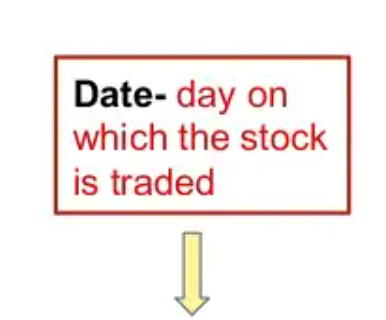 Date- day on
which the stock
is traded